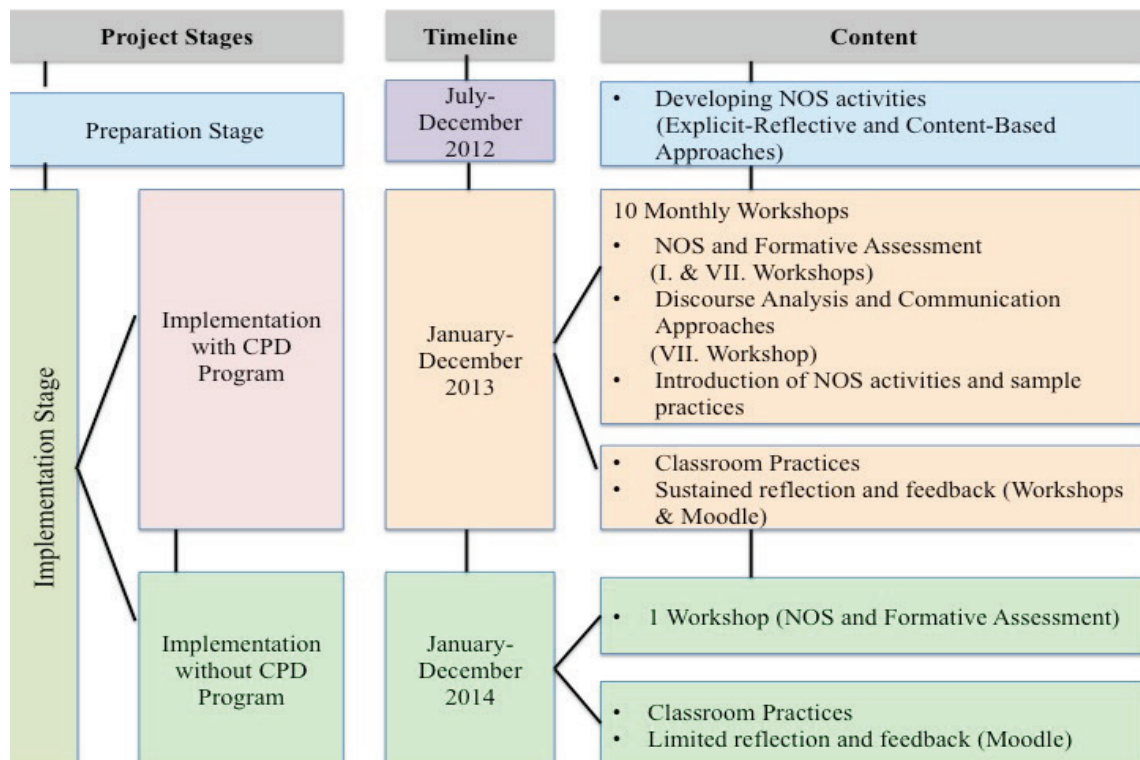 Project Stages
Timeline
Content
Preparation Stage
July-
December
2012
• Developing NOS activities
(Explicit-Reflective and Content-Based
Approaches)
Implementation Stage
Implementation
with CPD
Program
January-
December
2013
10 Monthly Workshops
• NOS and Formative Assessment
(I. & VII. Workshops)
• Discourse Analysis and Communication
Approaches
(VII. Workshop)
• Introduction of NOS activities and sample
practices
• Classroom Practices
• Sustained reflection and feedback (Workshops
& Moodle)
Implementation
without CPD
Program
January-
December
2014
• 1 Workshop (NOS and Formative Assessment)
• Classroom Practices
• Limited reflection and feedback (Moodle)